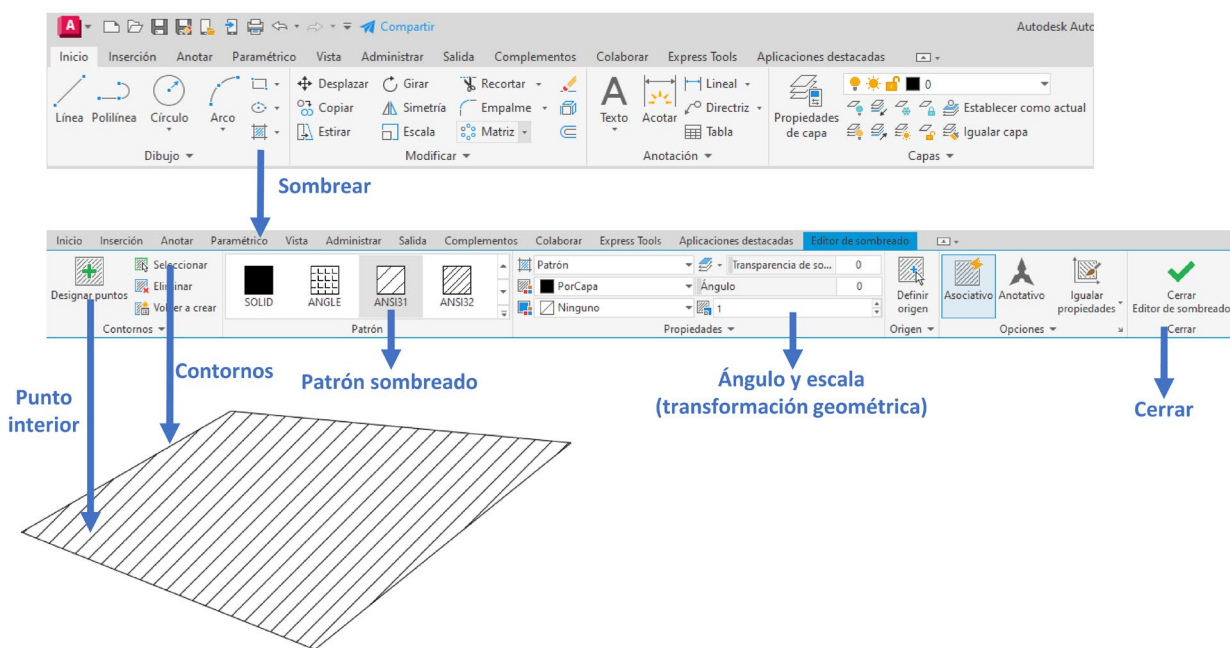 A
Compartir
Autodesk Auto
Inicio Inserción Anotar Paramétrico Vista Administrar Salida Complementos Colaborar Express Tools Aplicaciones destacadas
Línea Polilínea Círculo Arco
Desplazar Girar Recortar
Copiar Simetría Empalme
Estirar Escala Matriz
Texto Acotar
Lineal
Directriz
Tabla
Propiedades
de capa
0
Establecer como actual
Igualar capa
Dibujo Modificar Anotación Capas
Sombrear
Inicio Inserción Anotar Paramétrico Vista Administrar Salida Complementos Colaborar Express Tools Aplicaciones destacadas Editor de sombreado
Designar puntos
Seleccionar
Eliminar
Volver a crear
SOLID ANGLE ANSI31 ANSI32
Patrón
PorCapa
Ninguno
Transparencia de so... 0
Ángulo 0
1
Definir
origen
Asociativo Anotativo
Igualar
propiedades
Cerrar
Editor de sombreado
Contornos Patrón Propiedades Origen Opciones Cerrar
Contornos
Punto
interior
Patrón sombreado
Ángulo y escala
(transformación geométrica)
Cerrar